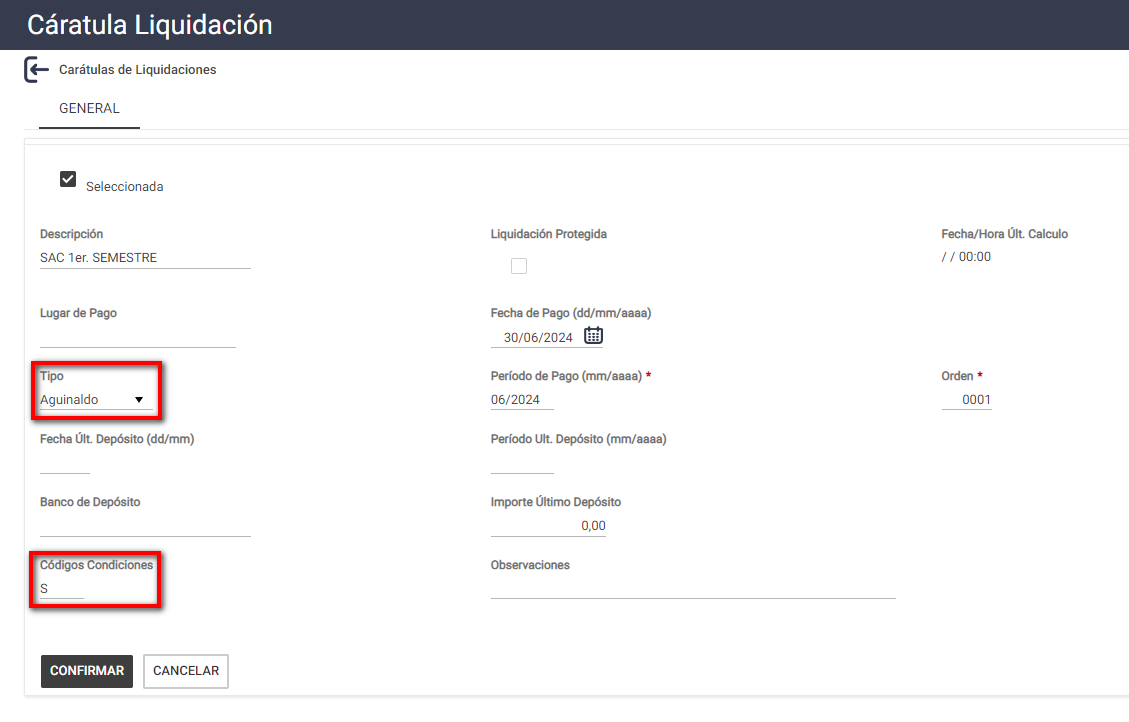 Cáratula Liquidación
Carátulas de Liquidaciones
GENERAL
Seleccionada
Descripción
SAC 1er. SEMESTRE
Liquidación Protegida
Fecha/Hora Últ. Calculo
/ / 00:00
Lugar de Pago
Fecha de Pago (dd/mm/aaaa)
30/06/2024
Tipo
Aguinaldo
Período de Pago (mm/aaaa) *
06/2024
Orden *
0001
Fecha Últ. Depósito (dd/mm)
Período Ult. Depósito (mm/aaaa)
Banco de Depósito
Importe Último Depósito
0,00
Códigos Condiciones
S
Observaciones
CONFIRMAR
CANCELAR